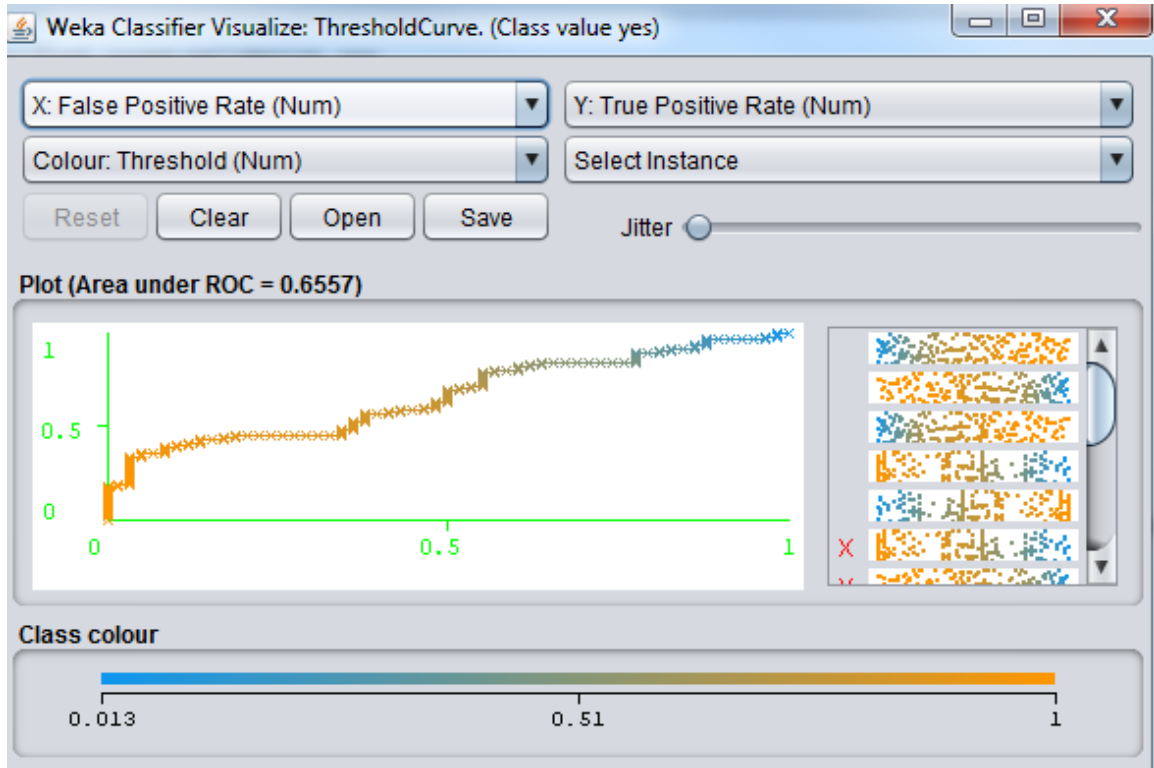 Weka Classifier Visualize: ThresholdCurve. (Class value yes)
X: False Positive Rate (Num) Y: True Positive Rate (Num)
Colour: Threshold (Num) Select Instance
Reset Clear Open Save Jitter
Plot (Area under ROC = 0.6557)
1
0.5
0
0 0.5 1
X
Y
Class colour
0.013 0.51 1